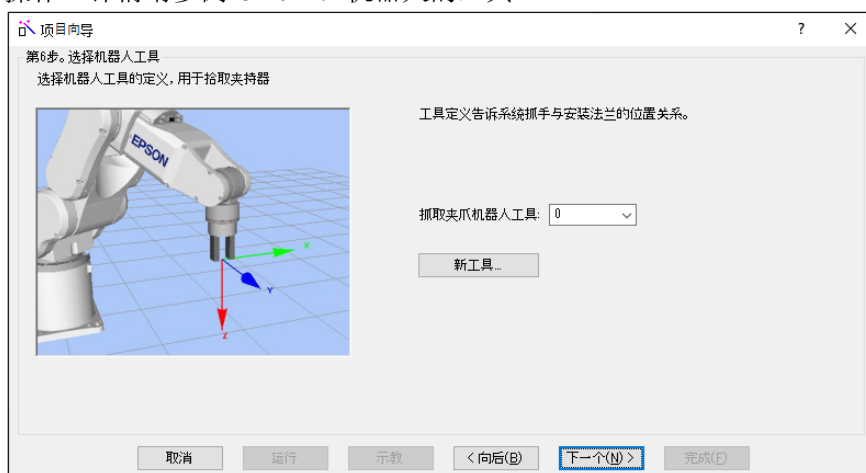 项目向导
第6步。选择机器人工具
选择机器人工具的定义，用于拾取夹持器
工具定义告诉系统抓手与安装法兰的位置关系。
EPSON
X
Y
Z
抓取夹爪机器人工具: 0
新工具...
取消 运行 示教 < 向后(B) 下一个(N) > 完成(F)